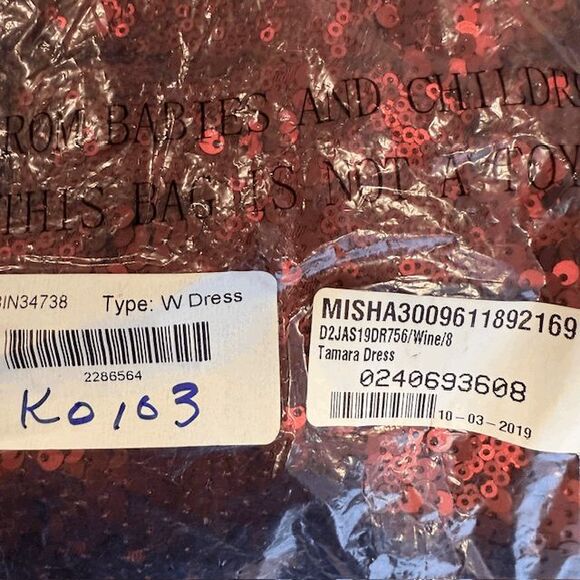 ROM BABIES AND CHILDR
THIS BAG IS NOT A TOY
BIN34738 Type: W Dress
2286564
K0103
MISHA3009611892169
D2JAS19DR756/Wine/8
Tamara Dress
0240693608
10-03-2019